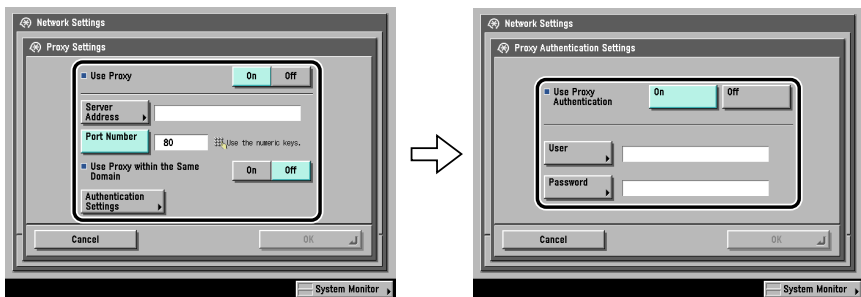 Network Settings
Proxy Settings
Use Proxy
On
Off
Server
Address
Port Number
80
Use the numeric keys.
Use Proxy within the Same
Domain
On
Off
Authentication
Settings
Cancel
OK
System Monitor
Network Settings
Proxy Authentication Settings
Use Proxy
Authentication
On
Off
User
Password
Cancel
OK
System Monitor